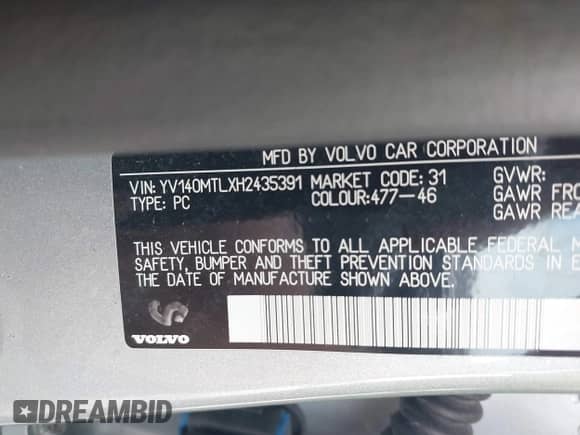 MFD BY VOLVO CAR CORPORATION
VIN: YV140MTLXH2435391 MARKET CODE: 31 GVWR:
TYPE: PC COLOUR:477-46 GAWR FRO
GAWR RE
THIS VEHICLE CONFORMS TO ALL APPLICABLE FEDERAL M
SAFETY, BUMPER AND THEFT PREVENTION STANDARDS IN E
THE DATE OF MANUFACTURE SHOWN ABOVE.
VOLVO
DREAMBID